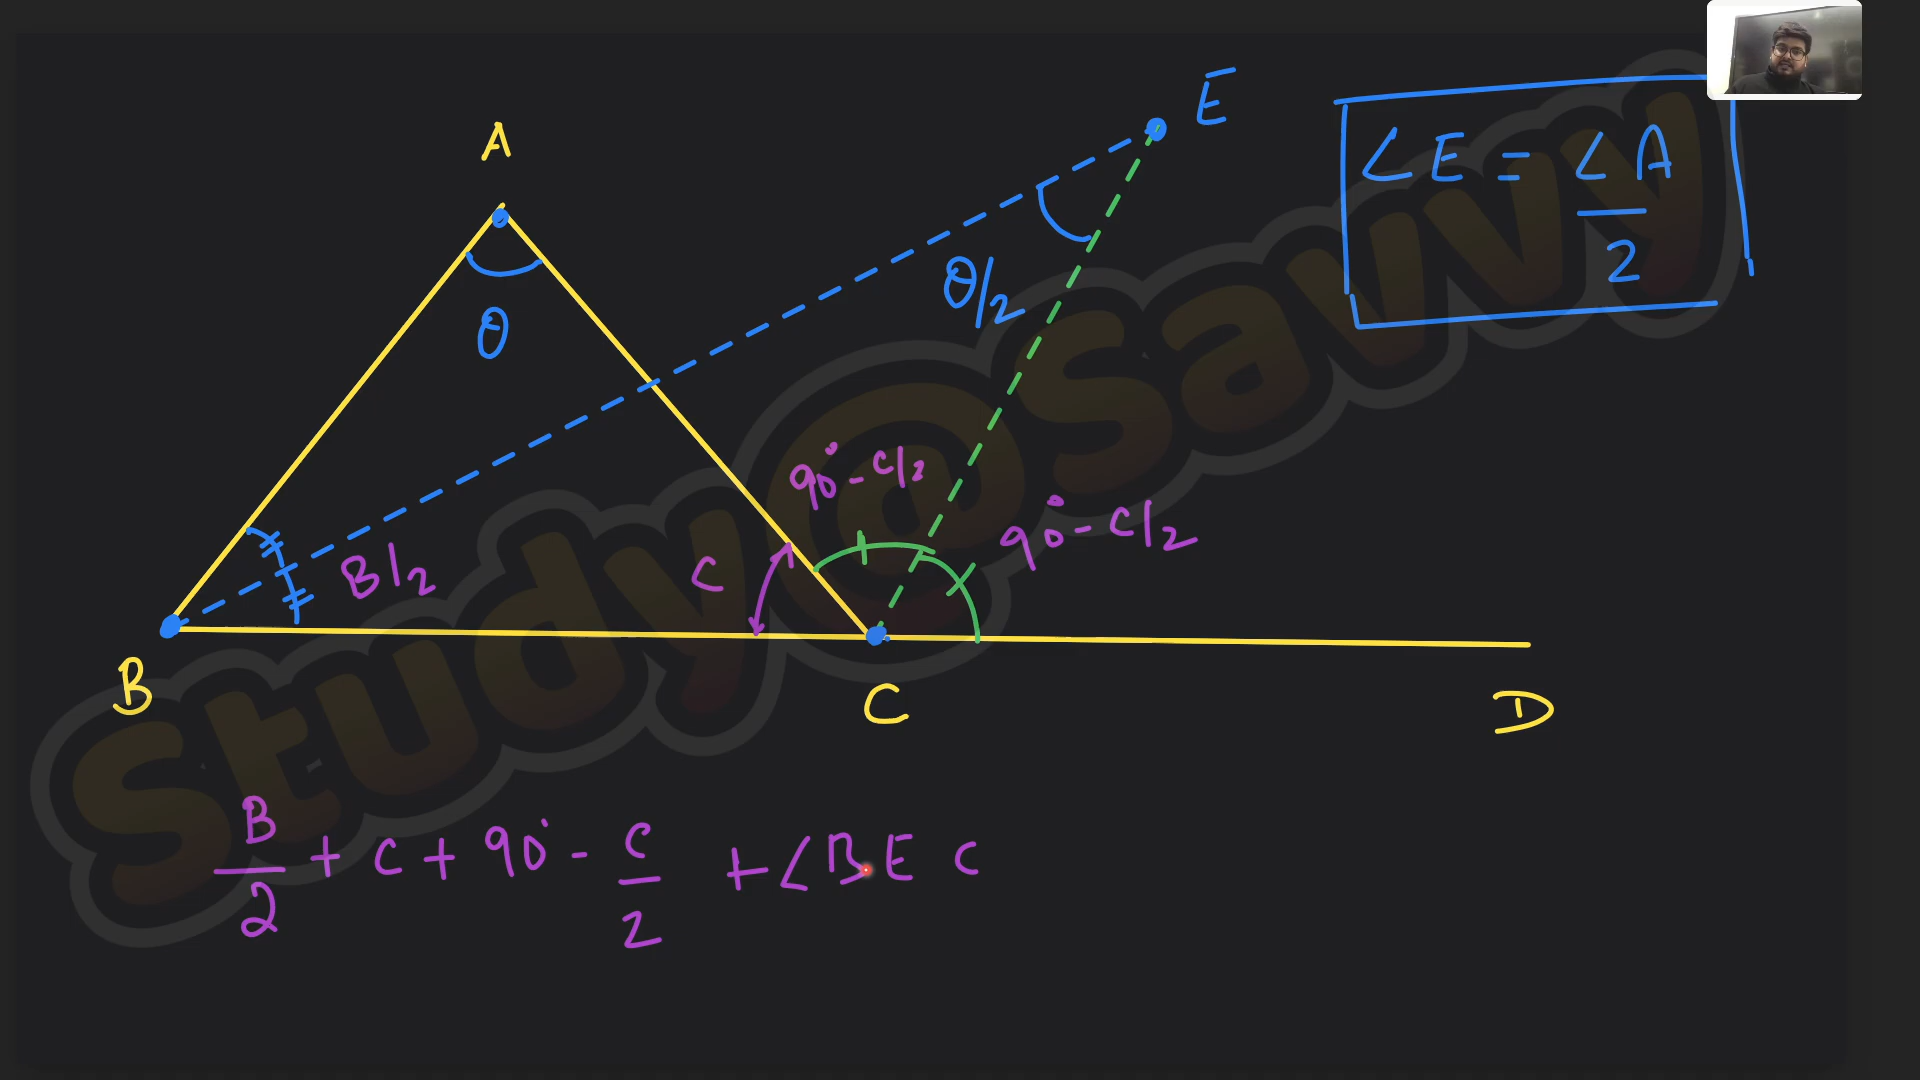 E
A
∠E = ∠A/2
θ
θ/2
90° - C/2
90° - C/2
B/2
C
B
C
D
B/2 + C + 90° - C/2 + ∠BEC
Study@Savvy